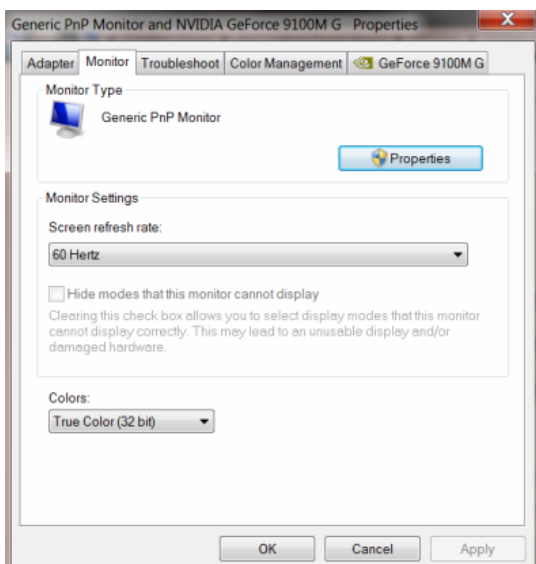 Generic PnP Monitor and NVIDIA GeForce 9100M G Properties
X
Adapter Monitor Troubleshoot Color Management GeForce 9100M G
Monitor Type
Generic PnP Monitor
Properties
Monitor Settings
Screen refresh rate:
60 Hertz
Hide modes that this monitor cannot display
Clearing this check box allows you to select display modes that this monitor
cannot display correctly. This may lead to an unusable display and/or
damaged hardware.
Colors:
True Color (32 bit)
OK Cancel Apply